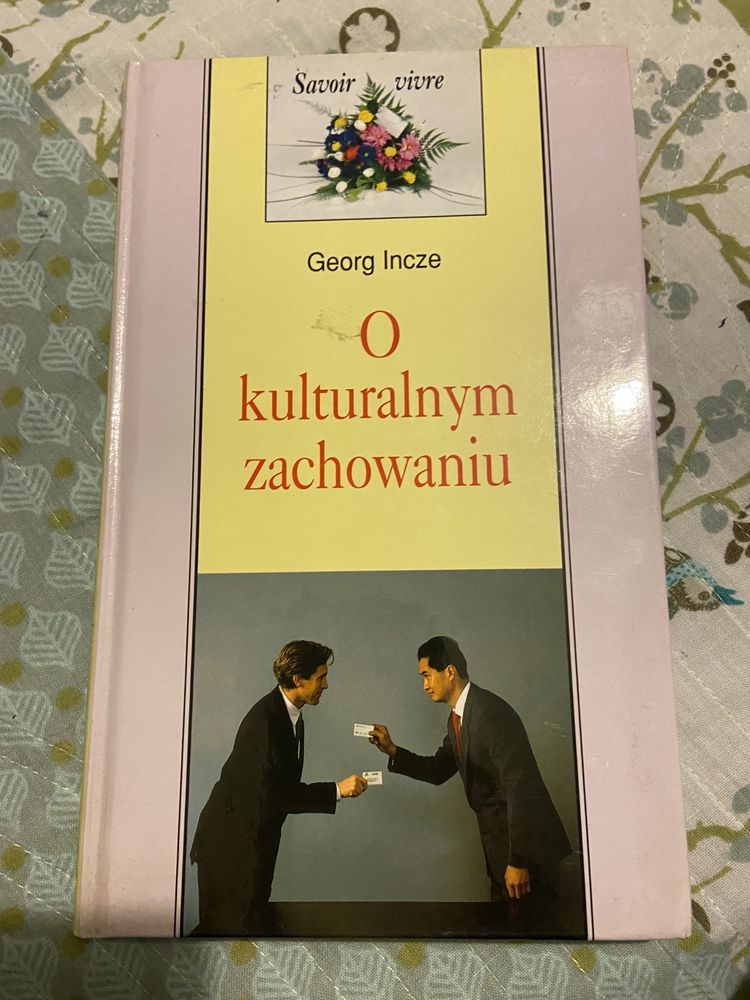 Savoir vivre
Georg Incze
O
kulturalnym
zachowaniu